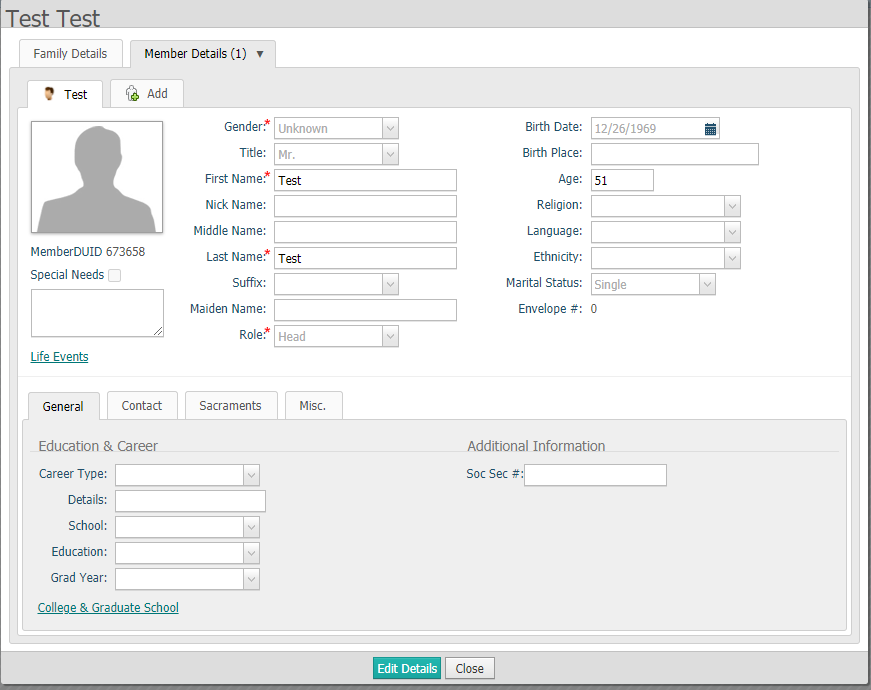 Test Test
Family Details
Member Details (1) ▼
Test
Add
MemberDUID 673658
Special Needs
Life Events
Gender:* Unknown
Title: Mr.
First Name:* Test
Nick Name:
Middle Name:
Last Name:* Test
Suffix:
Maiden Name:
Role:* Head
Birth Date: 12/26/1969
Birth Place:
Age: 51
Religion:
Language:
Ethnicity:
Marital Status: Single
Envelope #: 0
General
Contact
Sacraments
Misc.
Education & Career
Career Type:
Details:
School:
Education:
Grad Year:
College & Graduate School
Additional Information
Soc Sec #:
Edit Details
Close